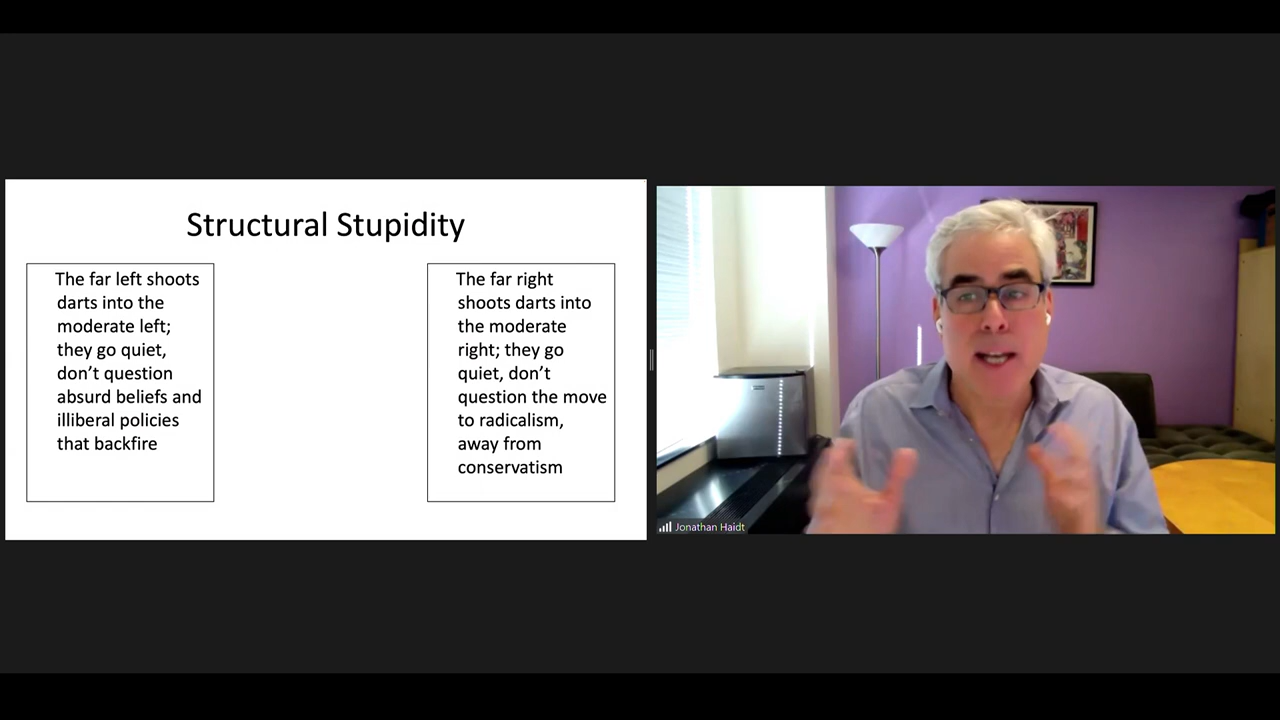 Structural Stupidity
The far left shoots
darts into the
moderate left;
they go quiet,
don’t question
absurd beliefs and
illiberal policies
that backfire
The far right
shoots darts into
the moderate
right; they go
quiet, don’t
question the move
to radicalism,
away from
conservatism
Jonathan Haidt